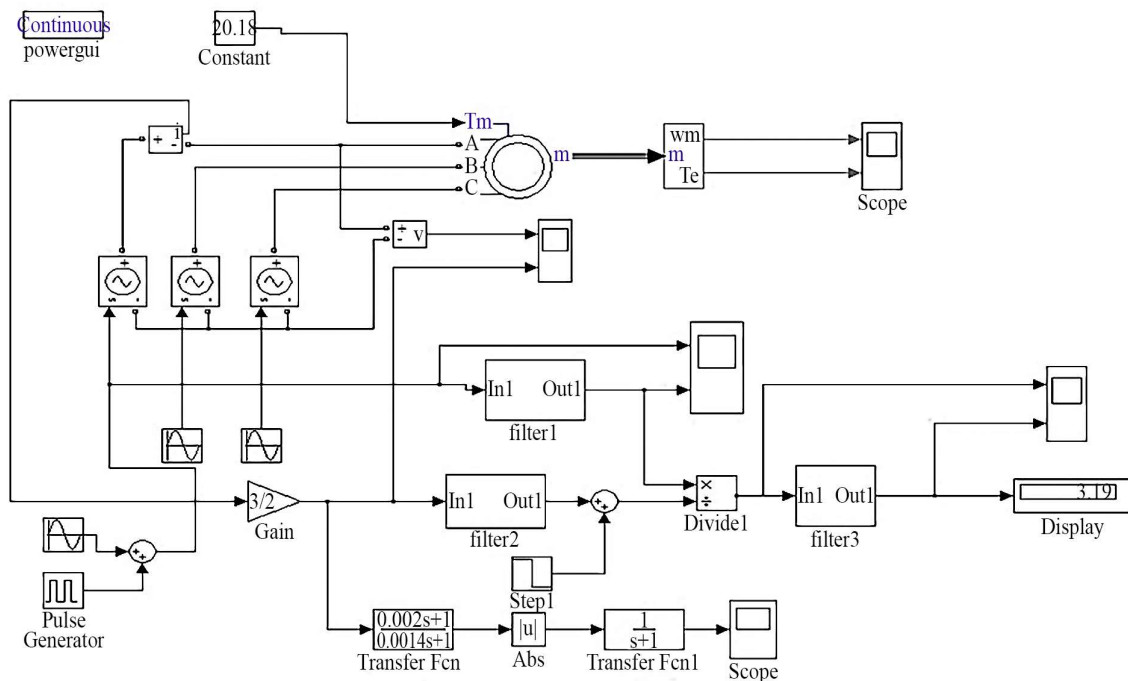 Continuous
powergui
20.18
Constant
+
i
-
Tm
A
B
C
m
m
wm
Te
Scope
+
-
v
+
s
-
+
s
-
+
s
-
In1
Out1
filter1
3/2
Gain
In1
Out1
filter2
++
×
÷
Divide1
In1
Out1
filter3
3.19
Display
++
Pulse
Generator
Step1
0.002s+1
0.0014s+1
Transfer Fcn
|u|
Abs
1
s+1
Transfer Fcn1
Scope